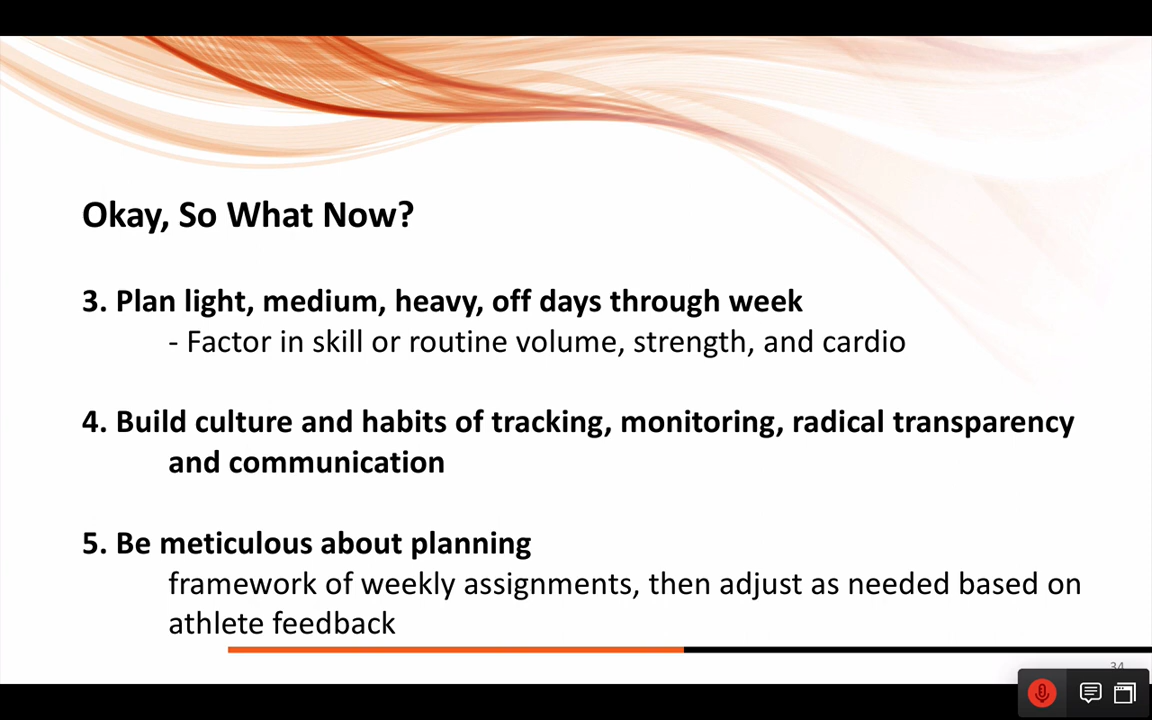 Okay, So What Now?
3. Plan light, medium, heavy, off days through week
- Factor in skill or routine volume, strength, and cardio
4. Build culture and habits of tracking, monitoring, radical transparency
and communication
5. Be meticulous about planning
framework of weekly assignments, then adjust as needed based on
athlete feedback
34